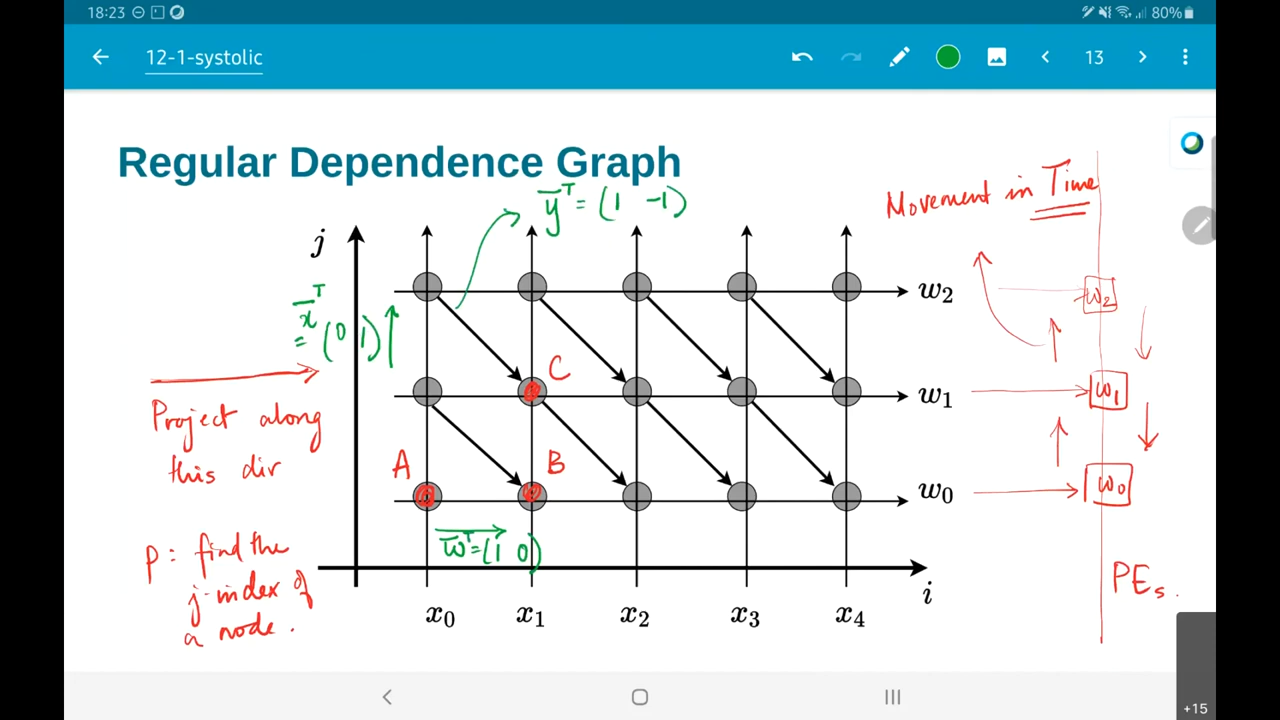 18:23
80%
12-1-systolic
13
Regular Dependence Graph
y̅ᵀ = (1 -1)
Movement in Time
j
x̅ᵀ
= (0 1)
w₂
w₂
C
w₁
w₁
Project along
this dir
A
B
w₀
w₀
w̅ᵀ=(1 0)
p: find the
j-index of
a node.
i
PEs.
x₀ x₁ x₂ x₃ x₄
+15